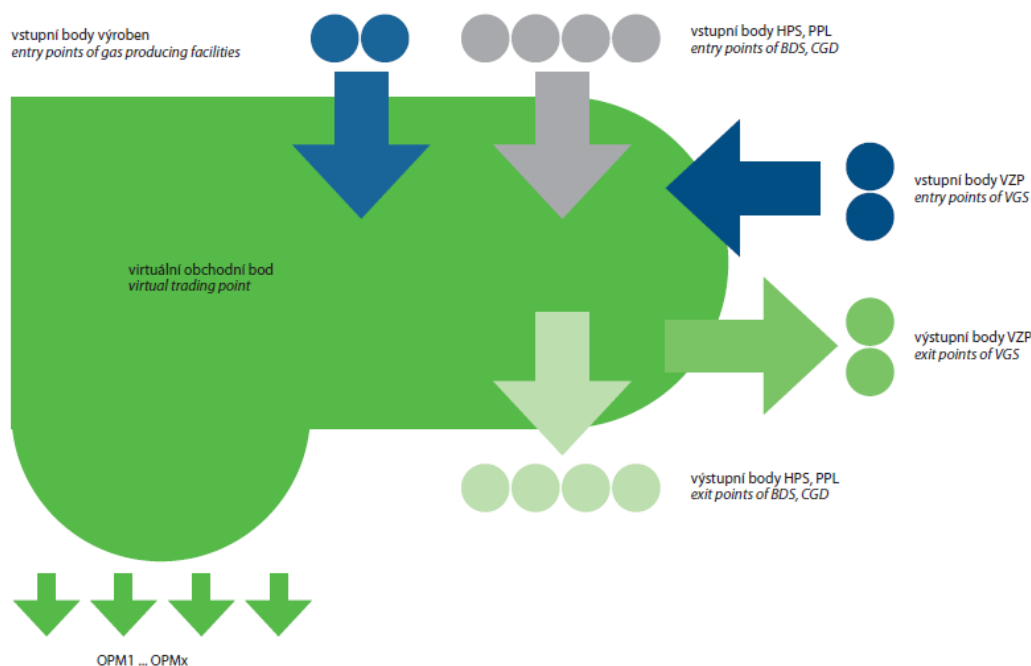 vstupní body výroben
entry points of gas producing facilities
vstupní body HPS, PPL
entry points of BDS, CGD
vstupní body VZP
entry points of VGS
virtuální obchodní bod
virtual trading point
výstupní body VZP
exit points of VGS
výstupní body HPS, PPL
exit points of BDS, CGD
OPM1 ... OPMx